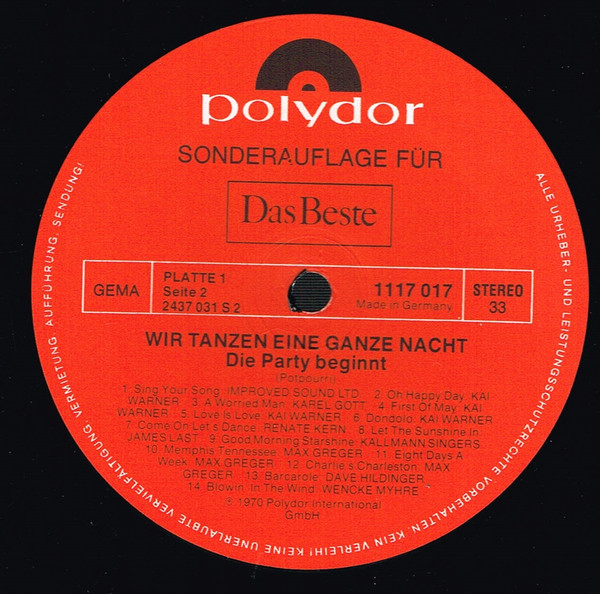 polydor
SONDERAUFLAGE FÜR
Das Beste
GEMA
PLATTE 1
Seite 2
2437 031 S 2
1117 017
Made in Germany
STEREO
33
WIR TANZEN EINE GANZE NACHT
Die Party beginnt
(Potpourri)
1. Sing Your Song: IMPROVED SOUND LTD. 2. Oh Happy Day: KAI
WARNER 3. A Worried Man: KAREL GOTT 4. First Of May: KAI
WARNER 5. Love Is Love: KAI WARNER 6. Dondolo: KAI WARNER
7. Come On Let's Dance: RENATE KERN 8. Let The Sunshine In:
JAMES LAST 9. Good Morning Starshine: KALLMANN SINGERS
10. Memphis Tennessee: MAX GREGER 11. Eight Days A
Week: MAX GREGER 12. Charlie's Charleston: MAX
GREGER 13. Barcarole: DAVE HILDINGER
14. Blowin' In The Wind: WENCKE MYHRE
Ⓟ 1970 Polydor International
GmbH
ALLE URHEBER- UND LEISTUNGSSCHUTZRECHTE VORBEHALTEN. KEIN VERLEIH! KEINE UNERLAUBTE VERVIELFÄLTIGUNG, VERMIETUNG, AUFFÜHRUNG, SENDUNG!